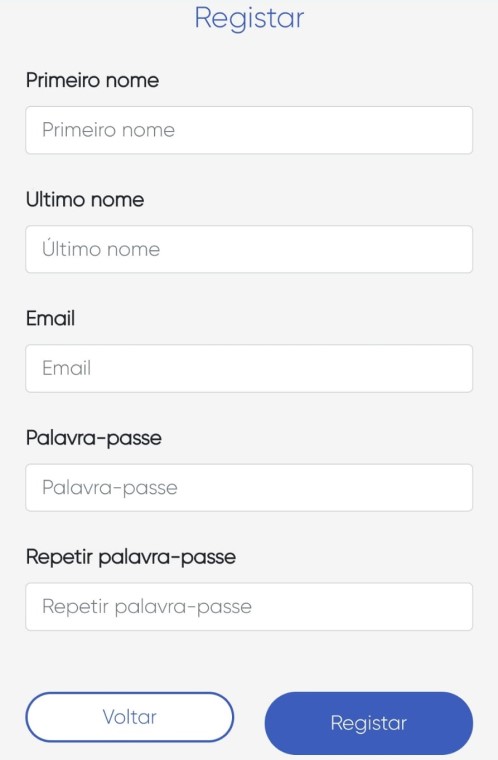 Registar
Primeiro nome
Primeiro nome
Ultimo nome
Último nome
Email
Email
Palavra-passe
Palavra-passe
Repetir palavra-passe
Repetir palavra-passe
Voltar
Registar